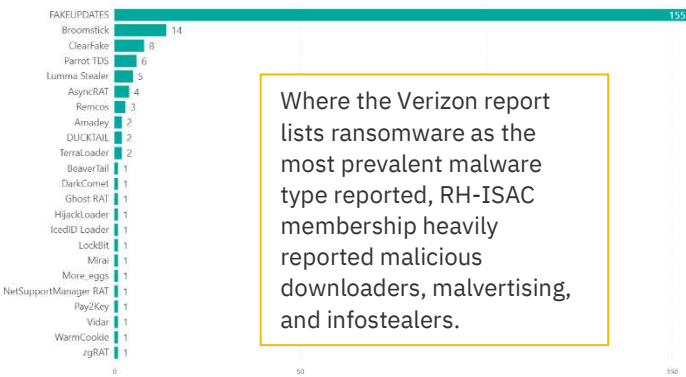 FAKEUPDATES 155
Broomstick 14
ClearFake 8
Parrot TDS 6
Lumma Stealer 5
AsyncRAT 4
Remcos 3
Amadey 2
DUCKTAIL 2
TerraLoader 2
BeaverTail 1
DarkComet 1
Ghost RAT 1
HijackLoader 1
IcedID Loader 1
LockBit 1
Mirai 1
More_eggs 1
NetSupportManager RAT 1
Pay2Key 1
Vidar 1
WarmCookie 1
zgRAT 1
0 50 150
Where the Verizon report
lists ransomware as the
most prevalent malware
type reported, RH-ISAC
membership heavily
reported malicious
downloaders, malvertising,
and infostealers.